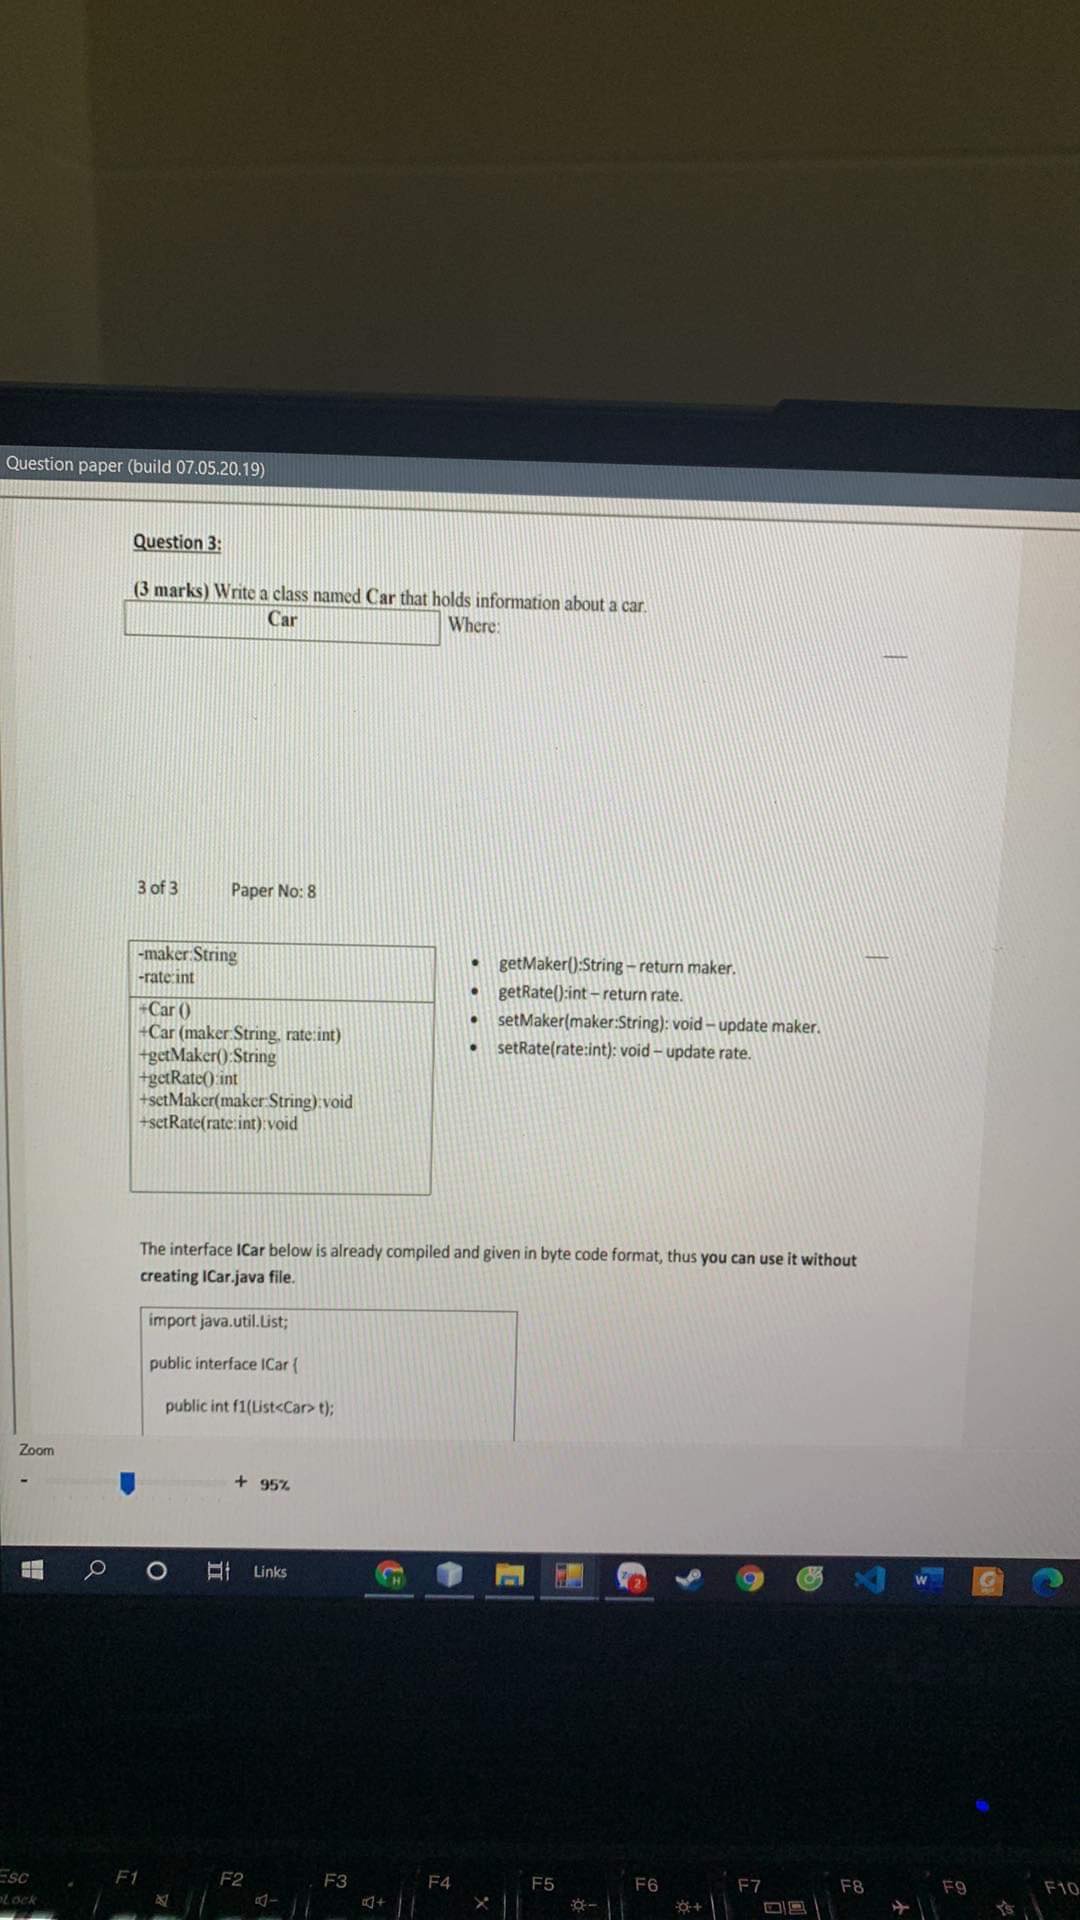 Question paper (build 07.05.20.19)
Question 3:
(3 marks) Write a class named Car that holds information about a car.
Car
Where:
3 of 3 Paper No: 8
-maker:String
-rate:int
+Car ()
+Car (maker:String, rate:int)
+getMaker():String
+getRate():int
+setMaker(maker:String):void
+setRate(rate:int):void
• getMaker():String – return maker.
• getRate():int – return rate.
• setMaker(maker:String): void – update maker.
• setRate(rate:int): void – update rate.
The interface ICar below is already compiled and given in byte code format, thus you can use it without
creating ICar.java file.
import java.util.List;
public interface ICar {
public int f1(List<Car> t);
Zoom
- + 95%
Links
H
2
W
G
Esc F1 F2 F3 F4 F5 F6 F7 F8 F9 F10
Lock